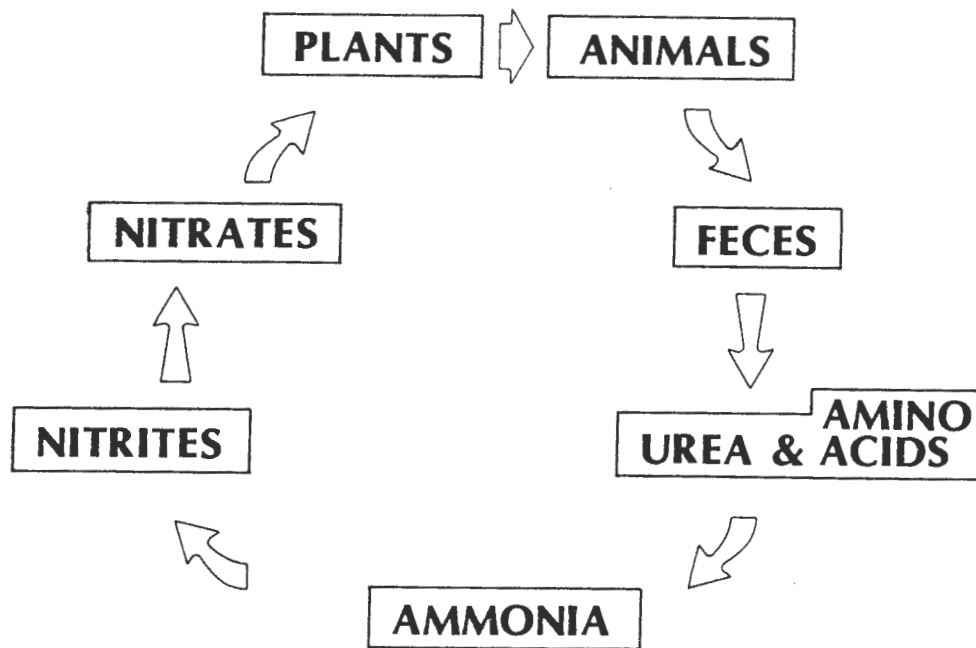 PLANTS
ANIMALS
FECES
AMINO
UREA & ACIDS
AMMONIA
NITRITES
NITRATES